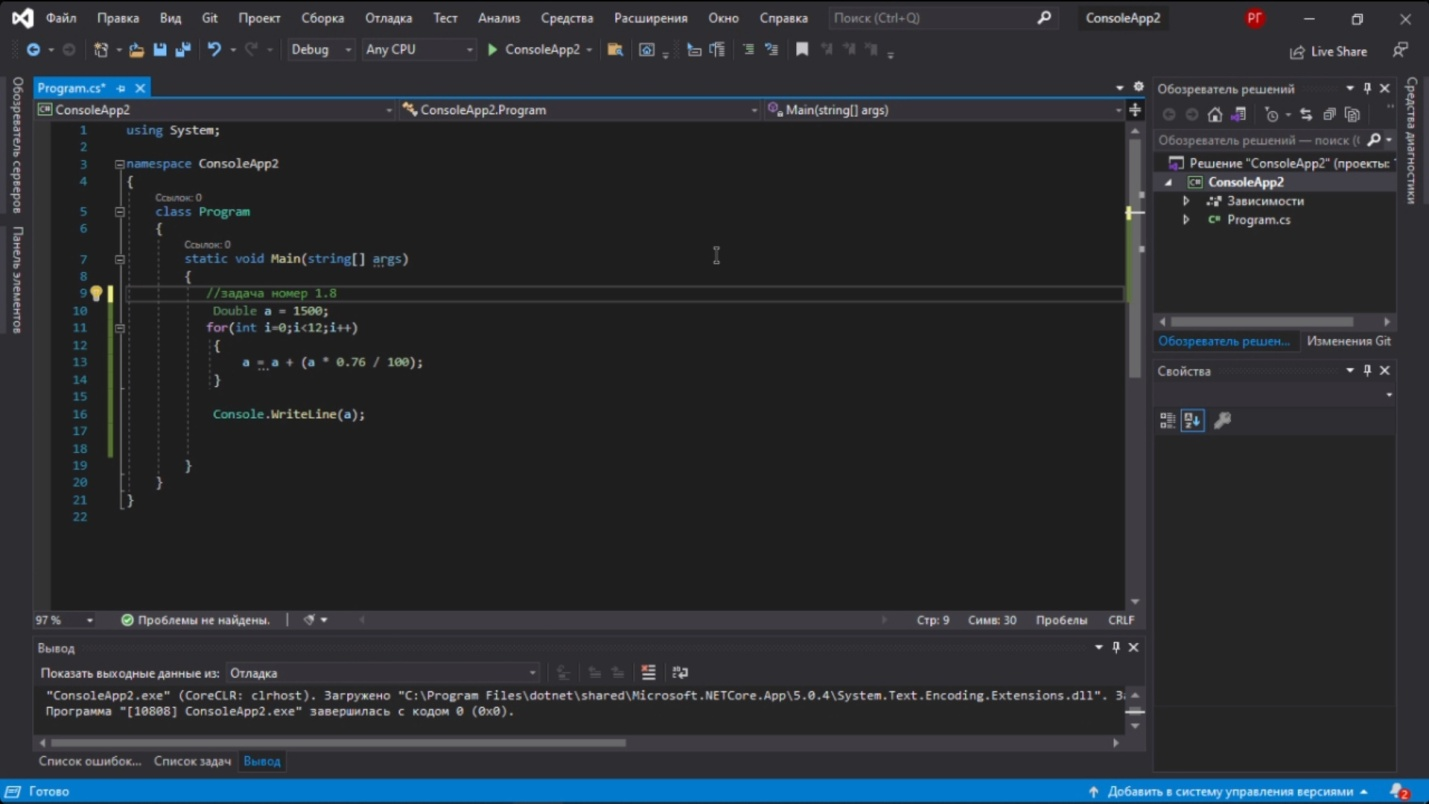 Файл Правка Вид Git Проект Сборка Отладка Тест Анализ Средства Расширения Окно Справка Поиск (Ctrl+Q) ConsoleApp2 РГ
Debug Any CPU ConsoleApp2 Live Share
Обозреватель серверов
Панель элементов
Program.cs*
ConsoleApp2 ConsoleApp2.Program Main(string[] args)
1 using System;
2
3 namespace ConsoleApp2
4 {
Ссылок: 0
5 class Program
6 {
Ссылок: 0
7 static void Main(string[] args)
8 {
9 //задача номер 1.8
10 Double a = 1500;
11 for(int i=0;i<12;i++)
12 {
13 a = a + (a * 0.76 / 100);
14 }
15
16 Console.WriteLine(a);
17
18
19 }
20 }
21 }
22
97 % Проблемы не найдены. Стр: 9 Симв: 30 Пробелы CRLF
Вывод
Показать выходные данные из: Отладка
"ConsoleApp2.exe" (CoreCLR: clrhost). Загружено "C:\Program Files\dotnet\shared\Microsoft.NETCore.App\5.0.4\System.Text.Encoding.Extensions.dll". За
Программа "[10808] ConsoleApp2.exe" завершилась с кодом 0 (0x0).
Список ошибок... Список задач Вывод
Обозреватель решений
Обозреватель решений — поиск (
Решение "ConsoleApp2" (проекты:
ConsoleApp2
Зависимости
C# Program.cs
Обозреватель решен... Изменения Git
Свойства
Средства диагностики
Готово Добавить в систему управления версиями 2